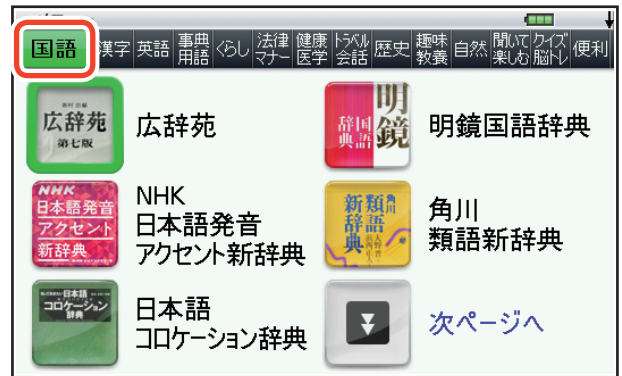 国語 漢字 英語 事典用語 くらし 法律マナー 健康医学 トラベル会話 歴史 趣味教養 自然 聞いて楽しむ クイズ脳トレ 便利
広辞苑
第七版
広辞苑
明鏡
国語辞典
明鏡国語辞典
NHK
日本語発音
アクセント
新辞典
NHK
日本語発音
アクセント新辞典
角川
類語
新辞典
角川
類語新辞典
日本語
コロケーション
辞典
日本語
コロケーション辞典
次ページへ